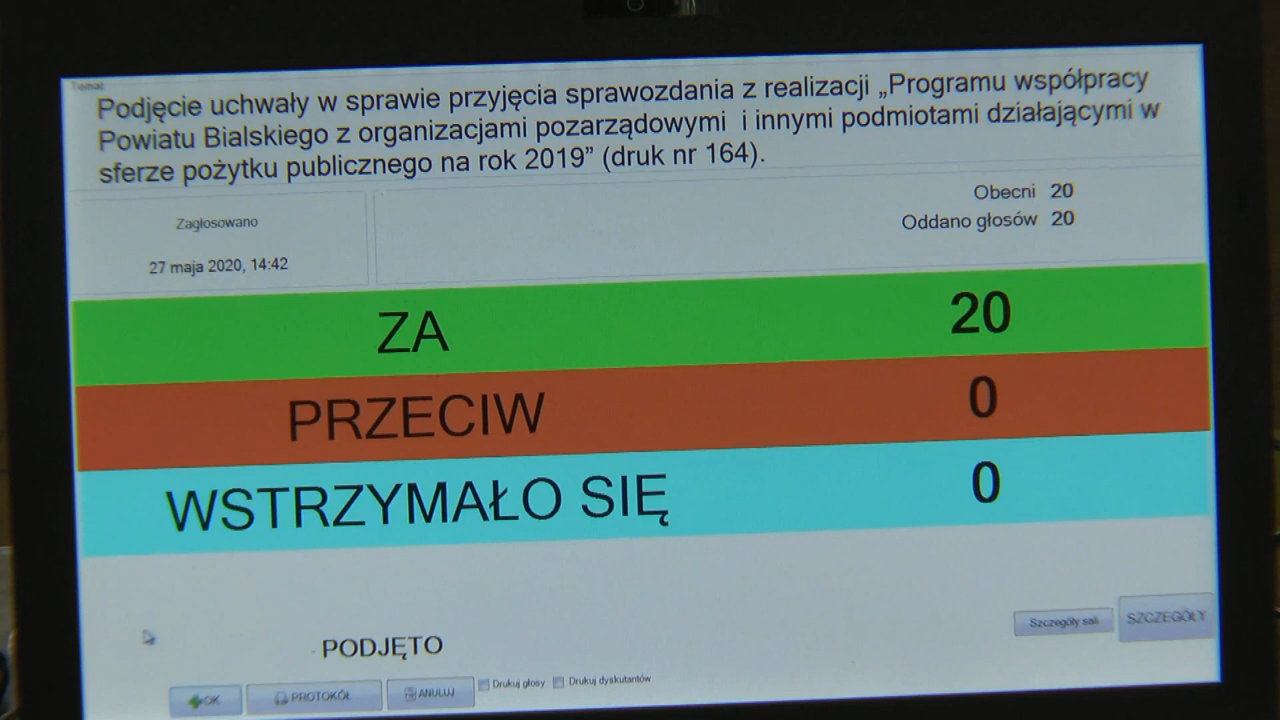 Temat
Podjęcie uchwały w sprawie przyjęcia sprawozdania z realizacji „Programu współpracy
Powiatu Bialskiego z organizacjami pozarządowymi i innymi podmiotami działającymi w
sferze pożytku publicznego na rok 2019” (druk nr 164).
Zagłosowano
27 maja 2020, 14:42
Obecni 20
Oddano głosów 20
ZA 20
PRZECIW 0
WSTRZYMAŁO SIĘ 0
PODJĘTO
Szczegóły sali
SZCZEGÓŁY
OK
PROTOKÓŁ
ANULUJ
Drukuj głosy
Drukuj dyskutantów